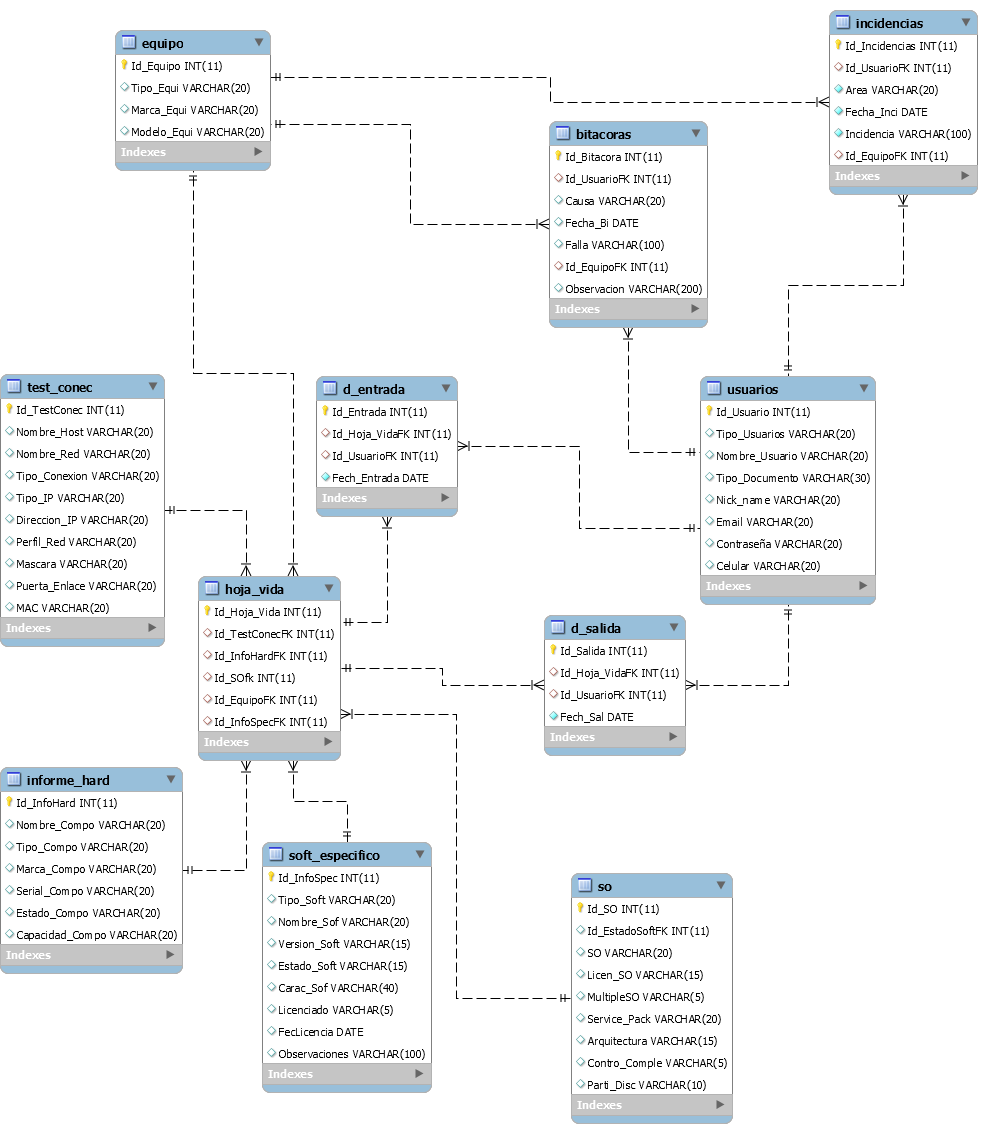 equipo
Id_Equipo INT(11)
Tipo_Equi VARCHAR(20)
Marca_Equi VARCHAR(20)
Modelo_Equi VARCHAR(20)
Indexes
incidencias
Id_Incidencias INT(11)
Id_UsuarioFK INT(11)
Area VARCHAR(20)
Fecha_Inci DATE
Incidencia VARCHAR(100)
Id_EquipoFK INT(11)
Indexes
bitacoras
Id_Bitacora INT(11)
Id_UsuarioFK INT(11)
Causa VARCHAR(20)
Fecha_Bi DATE
Falla VARCHAR(100)
Id_EquipoFK INT(11)
Observacion VARCHAR(200)
Indexes
test_conec
Id_TestConec INT(11)
Nombre_Host VARCHAR(20)
Nombre_Red VARCHAR(20)
Tipo_Conexion VARCHAR(20)
Tipo_IP VARCHAR(20)
Direccion_IP VARCHAR(20)
Perfil_Red VARCHAR(20)
Mascara VARCHAR(20)
Puerta_Enlace VARCHAR(20)
MAC VARCHAR(20)
Indexes
d_entrada
Id_Entrada INT(11)
Id_Hoja_VidaFK INT(11)
Id_UsuarioFK INT(11)
Fech_Entrada DATE
Indexes
usuarios
Id_Usuario INT(11)
Tipo_Usuarios VARCHAR(20)
Nombre_Usuario VARCHAR(20)
Tipo_Documento VARCHAR(30)
Nick_name VARCHAR(20)
Email VARCHAR(20)
Contraseña VARCHAR(20)
Celular VARCHAR(20)
Indexes
hoja_vida
Id_Hoja_Vida INT(11)
Id_TestConecFK INT(11)
Id_InfoHardFK INT(11)
Id_SOfk INT(11)
Id_EquipoFK INT(11)
Id_InfoSpecFK INT(11)
Indexes
d_salida
Id_Salida INT(11)
Id_Hoja_VidaFK INT(11)
Id_UsuarioFK INT(11)
Fech_Sal DATE
Indexes
informe_hard
Id_InfoHard INT(11)
Nombre_Compo VARCHAR(20)
Tipo_Compo VARCHAR(20)
Marca_Compo VARCHAR(20)
Serial_Compo VARCHAR(20)
Estado_Compo VARCHAR(20)
Capacidad_Compo VARCHAR(20)
Indexes
soft_especifico
Id_InfoSpec INT(11)
Tipo_Soft VARCHAR(20)
Nombre_Sof VARCHAR(20)
Version_Soft VARCHAR(15)
Estado_Soft VARCHAR(15)
Carac_Sof VARCHAR(40)
Licenciado VARCHAR(5)
FecLicencia DATE
Observaciones VARCHAR(100)
Indexes
so
Id_SO INT(11)
Id_EstadoSoftFK INT(11)
SO VARCHAR(20)
Licen_SO VARCHAR(15)
MultipleSO VARCHAR(5)
Service_Pack VARCHAR(20)
Arquitectura VARCHAR(15)
Contro_Comple VARCHAR(5)
Parti_Disc VARCHAR(10)
Indexes